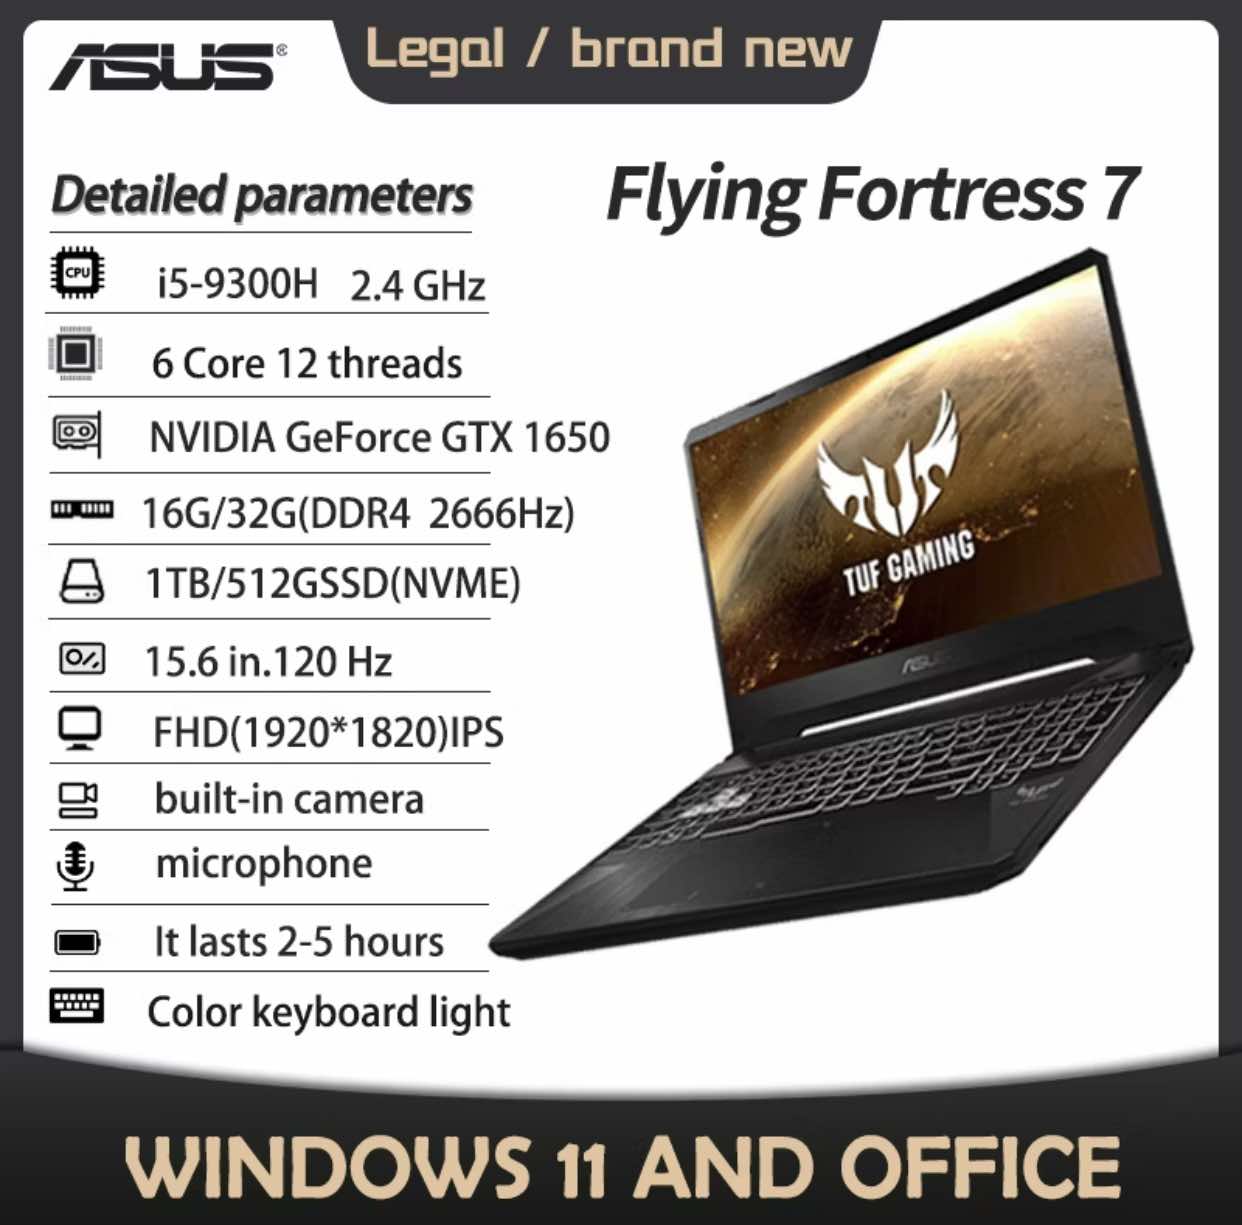 ASUS®
Legal / brand new
Detailed parameters
Flying Fortress 7
CPU
i5-9300H 2.4 GHz
6 Core 12 threads
NVIDIA GeForce GTX 1650
16G/32G(DDR4 2666Hz)
1TB/512GSSD(NVME)
15.6 in.120 Hz
FHD(1920*1820)IPS
built-in camera
microphone
It lasts 2-5 hours
Color keyboard light
TUF GAMING
ASUS
WINDOWS 11 AND OFFICE